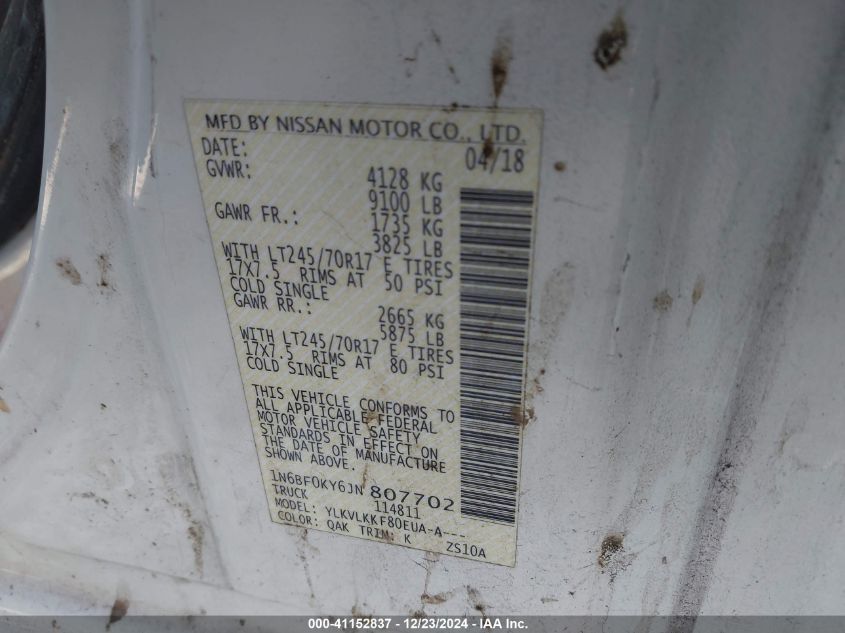 MFD BY NISSAN MOTOR CO., LTD.
DATE: 04/18
GVWR: 4128 KG
9100 LB
GAWR FR.: 1735 KG
3825 LB
WITH LT245/70R17 E TIRES
17X7.5 RIMS AT 50 PSI
COLD SINGLE
GAWR RR.: 2665 KG
5875 LB
WITH LT245/70R17 E TIRES
17X7.5 RIMS AT 80 PSI
COLD SINGLE
THIS VEHICLE CONFORMS TO
ALL APPLICABLE FEDERAL
MOTOR VEHICLE SAFETY
STANDARDS IN EFFECT ON
THE DATE OF MANUFACTURE
SHOWN ABOVE.
1N6BF0KY6JN807702
TRUCK 114811
MODEL: YLKVLKKF80EUA-A---
COLOR: QAK TRIM: K ZS10A
000-41152837 - 12/23/2024 - IAA Inc.